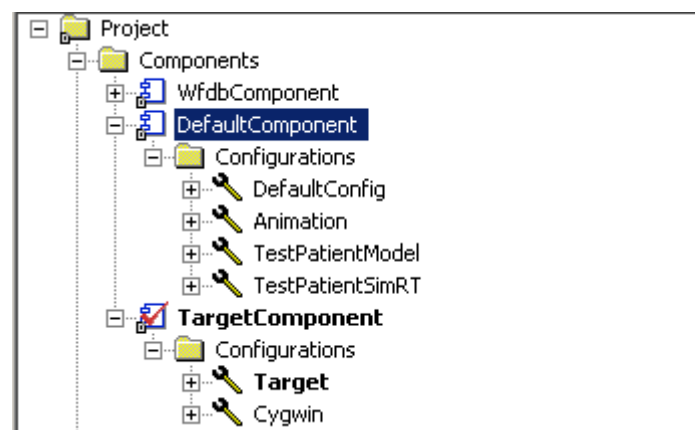 Project
Components
WfdbComponent
DefaultComponent
Configurations
DefaultConfig
Animation
TestPatientModel
TestPatientSimRT
TargetComponent
Configurations
Target
Cygwin